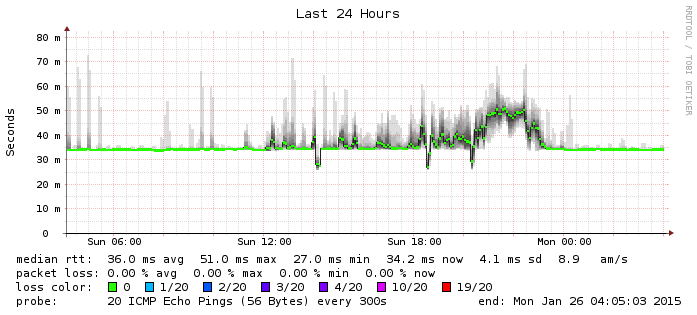 Last 24 Hours
RRDTOOL / TOBI OETIKER
Seconds
80 m
70 m
60 m
50 m
40 m
30 m
20 m
10 m
0
Sun 06:00 Sun 12:00 Sun 18:00 Mon 00:00
median rtt: 36.0 ms avg 51.0 ms max 27.0 ms min 34.2 ms now 4.1 ms sd 8.9 am/s
packet loss: 0.00 % avg 0.00 % max 0.00 % min 0.00 % now
loss color: 0 1/20 2/20 3/20 4/20 10/20 19/20
probe: 20 ICMP Echo Pings (56 Bytes) every 300s end: Mon Jan 26 04:05:03 2015